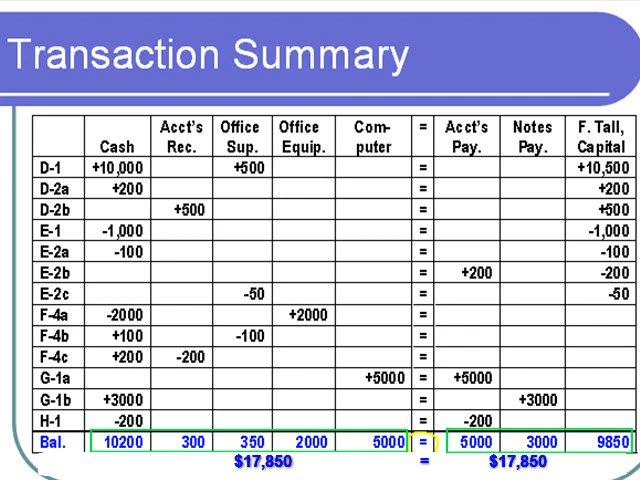 Transaction Summary
Cash Acct's Rec. Office Sup. Office Equip. Com-puter = Acct's Pay. Notes Pay. F. Tall, Capital
D-1 +10,000 +500 = +10,500
D-2a +200 = +200
D-2b +500 = +500
E-1 -1,000 = -1,000
E-2a -100 = -100
E-2b = +200 -200
E-2c -50 = -50
F-4a -2000 +2000 =
F-4b +100 -100 =
F-4c +200 -200 =
G-1a +5000 = +5000
G-1b +3000 = +3000
H-1 -200 = -200
Bal. 10200 300 350 2000 5000 = 5000 3000 9850
$17,850 = $17,850